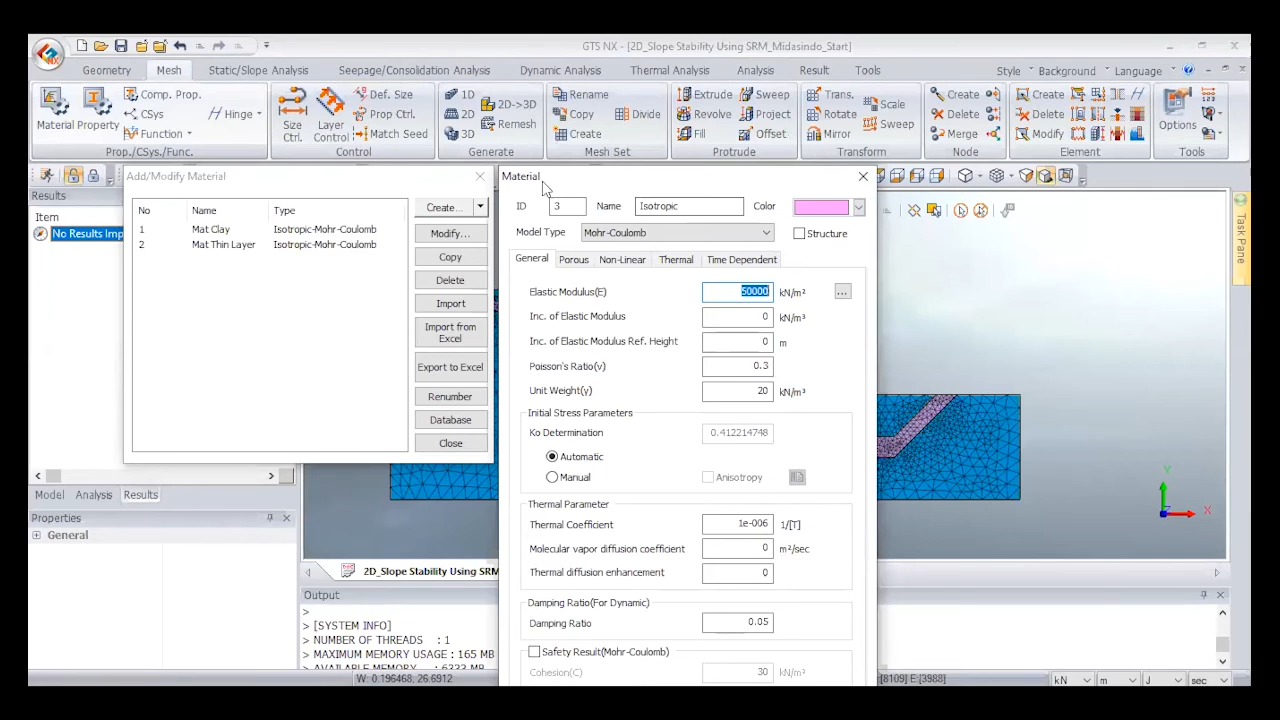 GTS NX - [2D_Slope Stability Using SRM_Midasindo_Start]
Geometry Mesh Static/Slope Analysis Seepage/Consolidation Analysis Dynamic Analysis Thermal Analysis Analysis Result Tools Style Background Language
Material Property Comp. Prop. CSys Function Hinge
Size Ctrl. Layer Control Def. Size Prop Ctrl. Match Seed
1D 2D 3D 2D->3D Remesh
Rename Copy Create Divide
Extrude Revolve Fill Sweep Project Offset
Trans. Rotate Mirror Scale Sweep
Create Delete Merge
Create Delete Modify
Options
Prop./CSys./Func. Control Generate Mesh Set Protrude Transform Node Element Tools
Results
Item
No Results Imp
Model Analysis Results
Properties
General
Add/Modify Material
No Name Type
1 Mat Clay Isotropic-Mohr-Coulomb
2 Mat Thin Layer Isotropic-Mohr-Coulomb
Create...
Modify...
Copy
Delete
Import
Import from
Excel
Export to Excel
Renumber
Database
Close
Material
ID 3 Name Isotropic Color
Model Type Mohr-Coulomb Structure
General Porous Non-Linear Thermal Time Dependent
Elastic Modulus(E) 50000 kN/m²
...
Inc. of Elastic Modulus 0 kN/m³
Inc. of Elastic Modulus Ref. Height 0 m
Poisson's Ratio(ν) 0.3
Unit Weight(γ) 20 kN/m³
Initial Stress Parameters
Ko Determination 0.412214748
Automatic
Manual Anisotropy
Thermal Parameter
Thermal Coefficient 1e-006 1/[T]
Molecular vapor diffusion coefficient 0 m²/sec
Thermal diffusion enhancement 0
Damping Ratio(For Dynamic)
Damping Ratio 0.05
Safety Result(Mohr-Coulomb)
Cohesion(C) 30 kN/m²
Task Pane
Y
X
2D_Slope Stability Using SRM
Output
>
> [SYSTEM INFO]
> NUMBER OF THREADS : 1
> MAXIMUM MEMORY USAGE : 165 MB
> AVAILABLE MEMORY : 6333 MB
W: 0.196468, 26.6912
[8109] E:[3988] kN m J sec